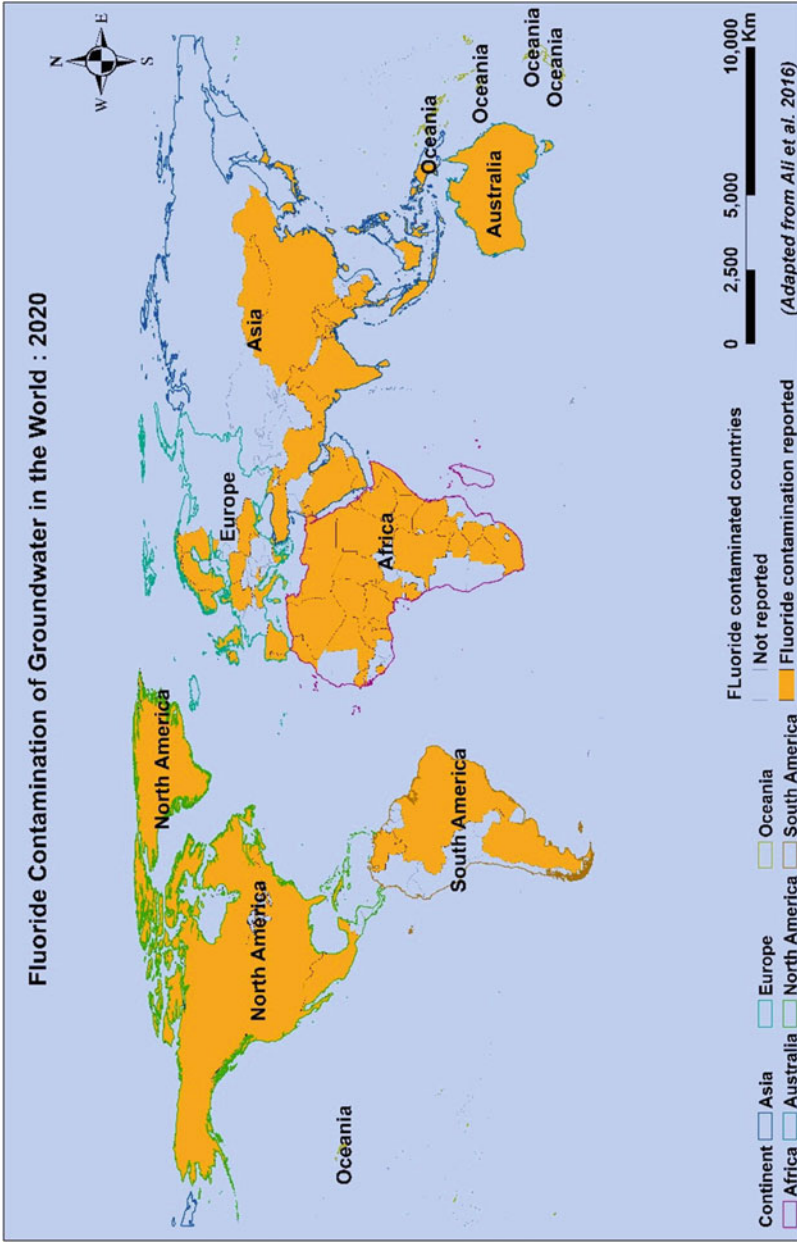 Fluoride Contamination of Groundwater in the World : 2020
N
W E
S
North America
Europe
Asia
North America
Africa
Oceania
Oceania
Oceania
Oceania
Oceania
South America
Australia
Continent
Asia
Europe
Oceania
Africa
Australia
North America
South America
FLuoride contaminated countries
Not reported
Fluoride contamination reported
0 2,500 5,000 10,000
Km
(Adapted from Ali et al. 2016)